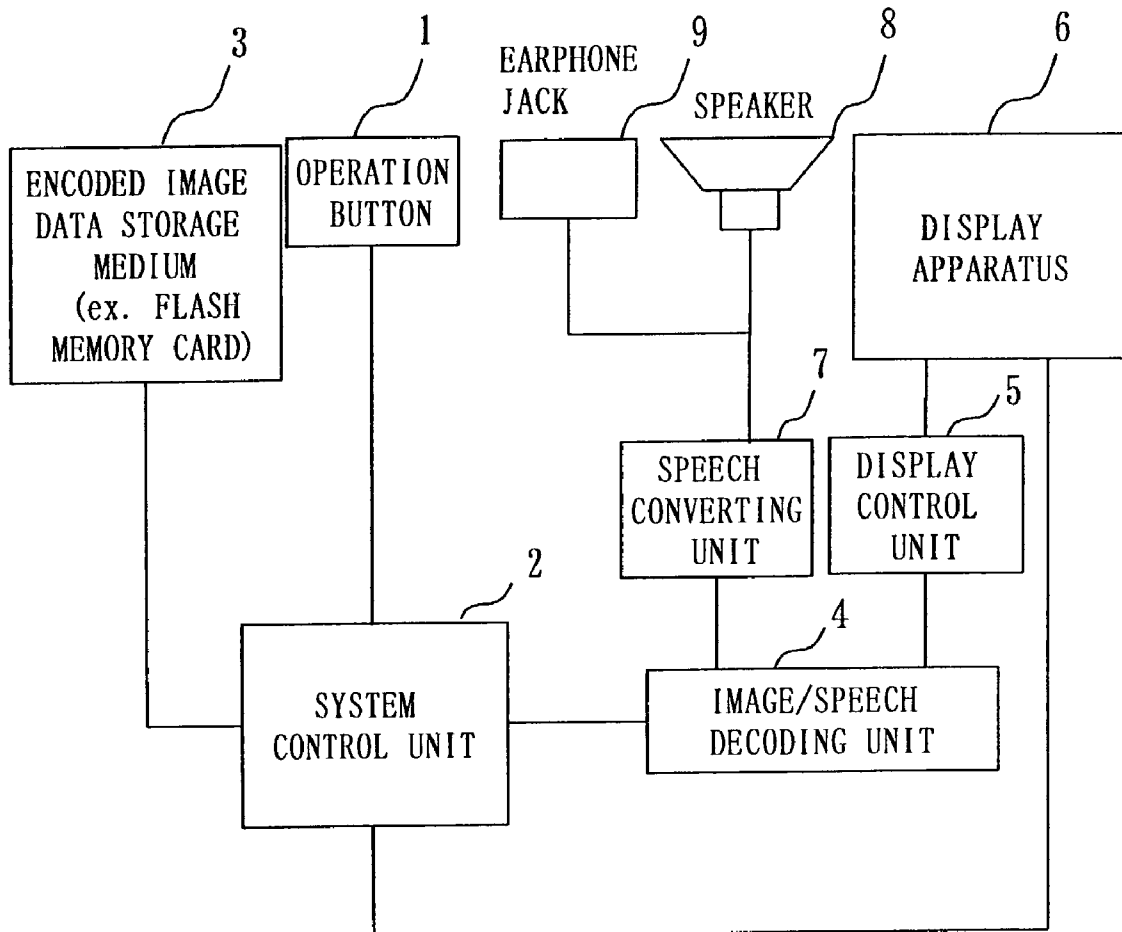 3
1
9
8
6
EARPHONE
JACK
SPEAKER
ENCODED IMAGE
DATA STORAGE
MEDIUM
(ex. FLASH
MEMORY CARD)
OPERATION
BUTTON
DISPLAY
APPARATUS
7
5
SPEECH
CONVERTING
UNIT
DISPLAY
CONTROL
UNIT
2
4
SYSTEM
CONTROL UNIT
IMAGE/SPEECH
DECODING UNIT